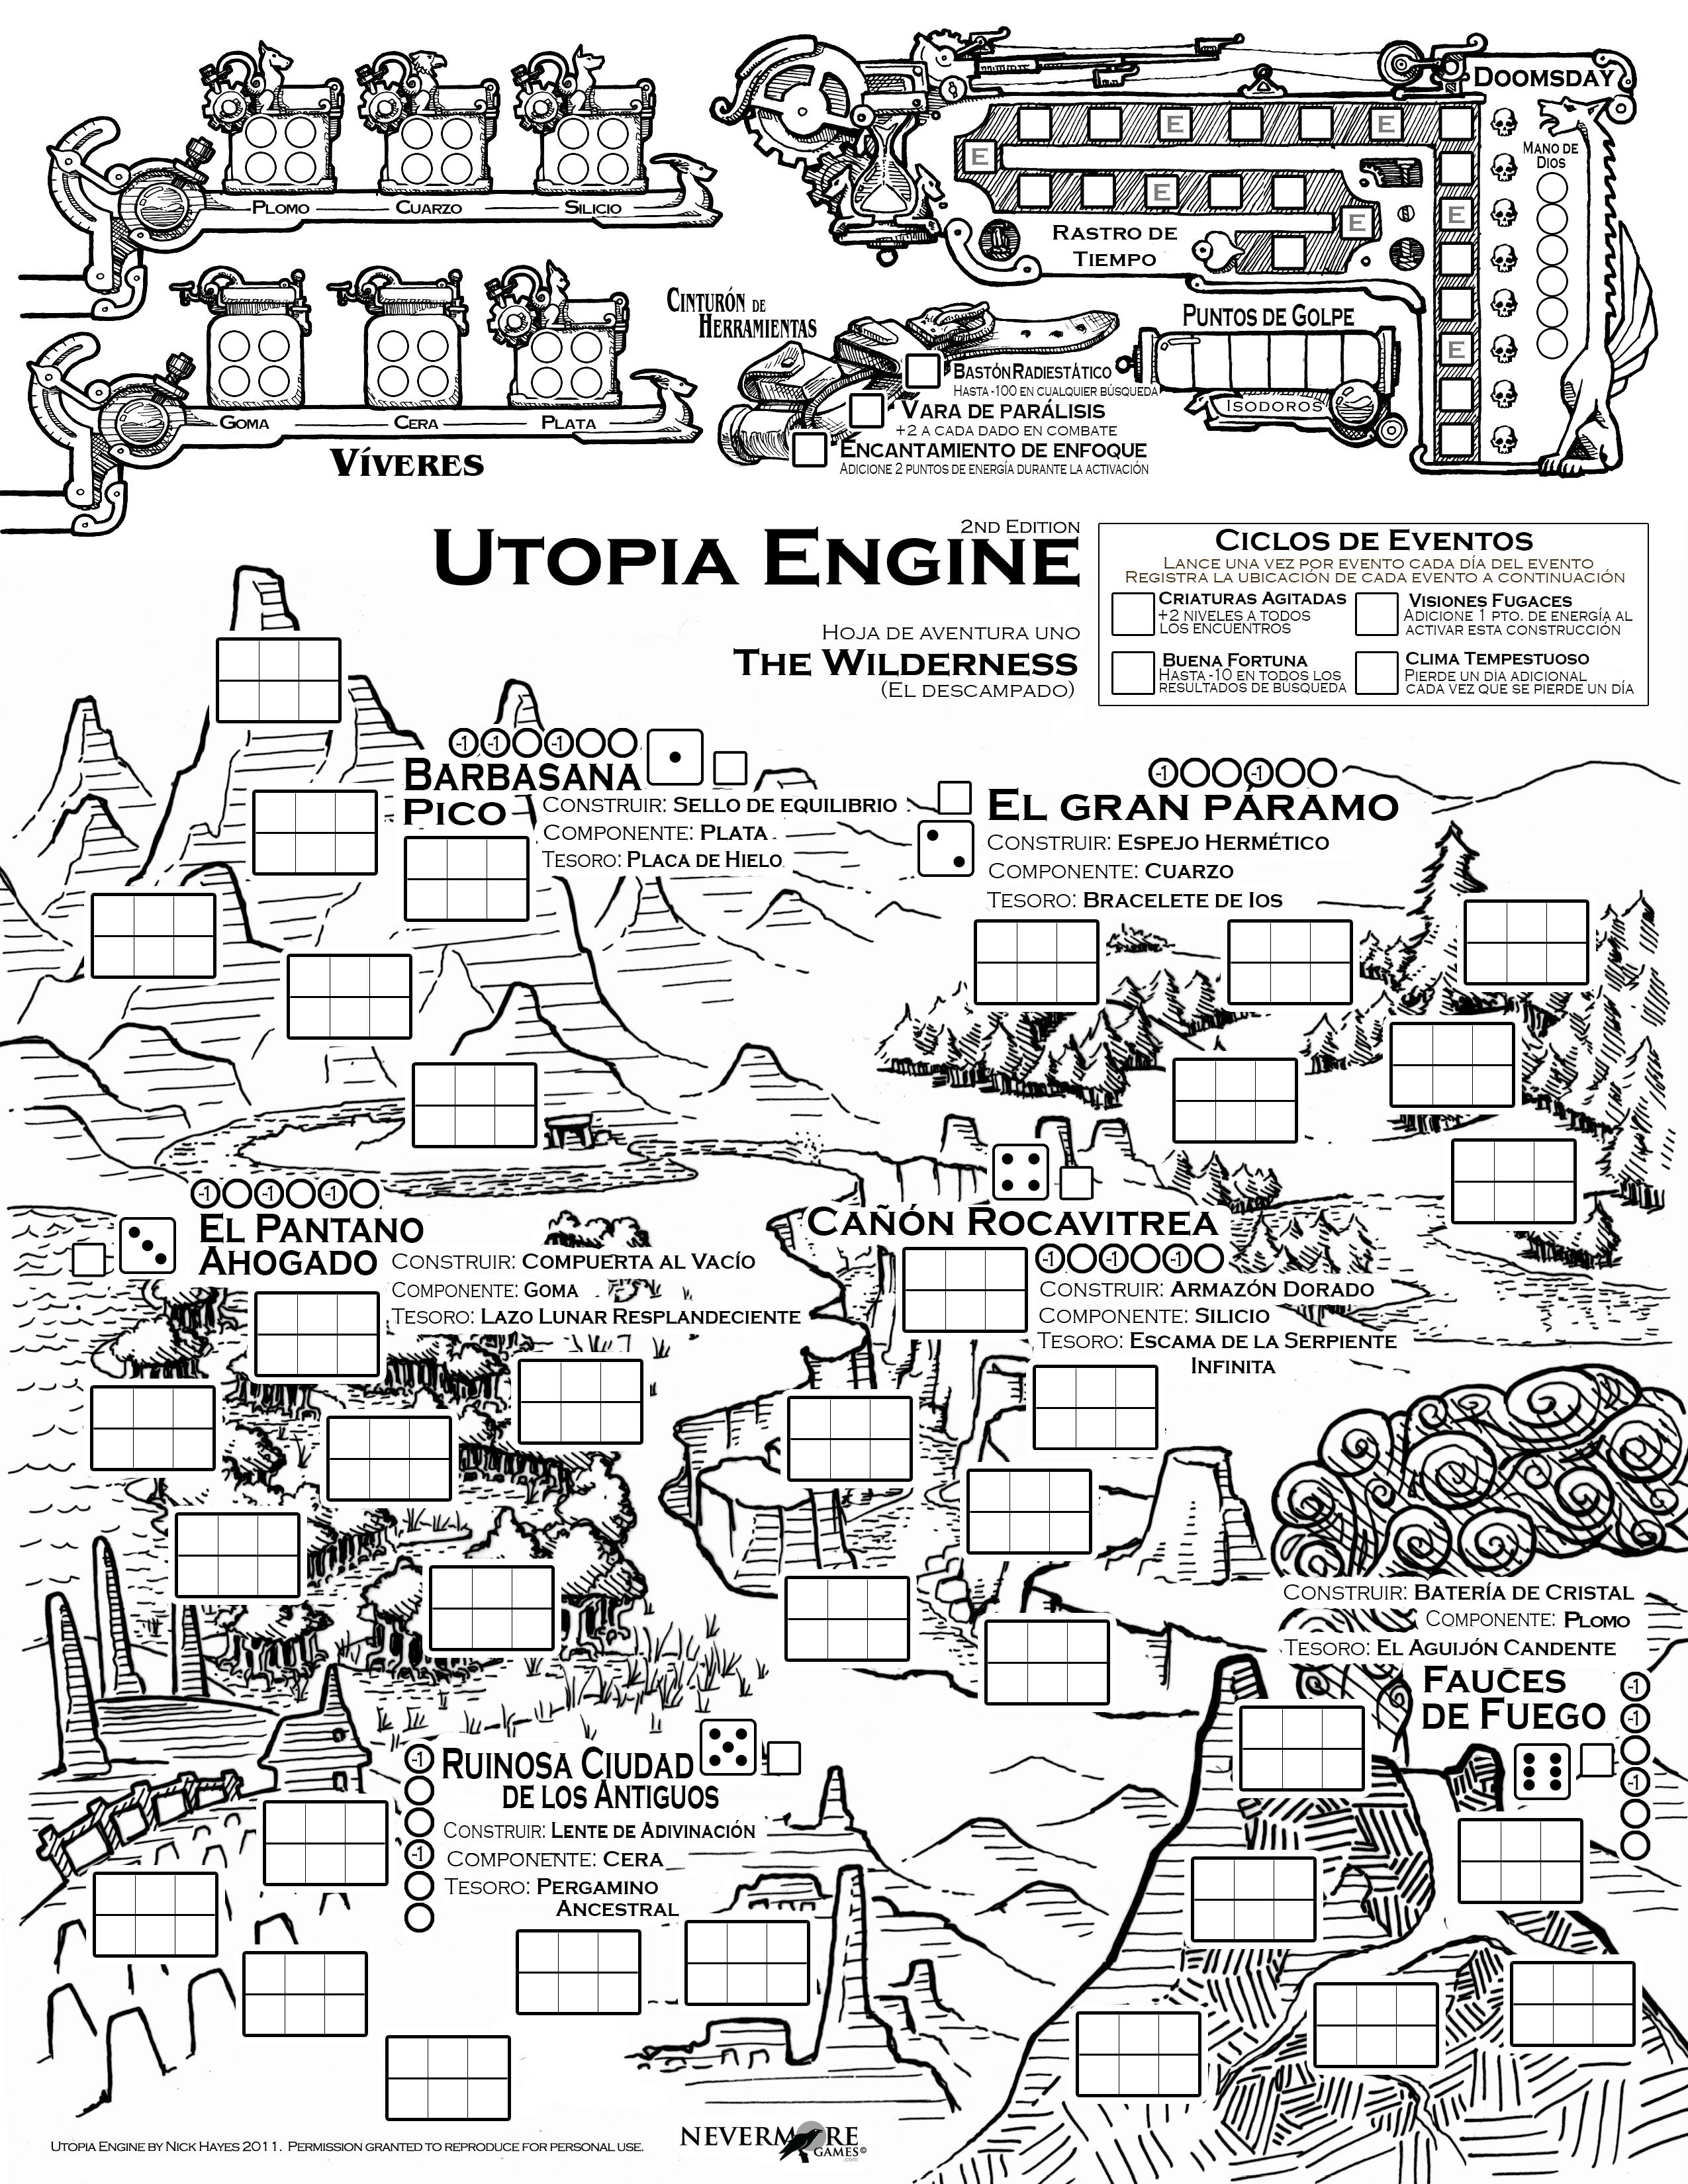 Plomo
Cuarzo
Silicio
Goma
Cera
Plata
Víveres
Doomsday
Mano de
Dios
E
E
E
E
E
E
E
Rastro de
Tiempo
Cinturón de
Herramientas
Bastón Radiestático
Hasta -100 en cualquier búsqueda
Vara de parálisis
+2 a cada dado en combate
Encantamiento de enfoque
Adicione 2 puntos de energía durante la activación
Puntos de Golpe
Isodoros
2nd Edition
Utopia Engine
Hoja de aventura uno
The Wilderness
(El descampado)
Ciclos de Eventos
Lance una vez por evento cada día del evento
Registra la ubicación de cada evento a continuación
Criaturas Agitadas
+2 niveles a todos
los encuentros
Visiones Fugaces
Adicione 1 pto. de energía al
activar esta construcción
Buena Fortuna
Hasta -10 en todos los
resultados de búsqueda
Clima Tempestuoso
Pierde un día adicional
cada vez que se pierde un día
-1 -1 -1
Barbasana
Pico
Construir: Sello de equilibrio
Componente: Plata
Tesoro: Placa de Hielo
-1 -1
El gran páramo
Construir: Espejo Hermético
Componente: Cuarzo
Tesoro: Bracelete de Ios
-1 -1 -1
El Pantano
Ahogado
Construir: Compuerta al Vacío
Componente: Goma
Tesoro: Lazo Lunar Resplandeciente
Cañón Rocavitrea
-1 -1 -1
Construir: Armazón Dorado
Componente: Silicio
Tesoro: Escama de la Serpiente
Infinita
Construir: Batería de Cristal
Componente: Plomo
Tesoro: El Aguijón Candente
Fauces
de Fuego
-1
-1
-1
Ruinosa Ciudad
de los Antiguos
-1
-1
Construir: Lente de Adivinación
Componente: Cera
Tesoro: Pergamino
Ancestral
Utopia Engine by Nick Hayes 2011. Permission granted to reproduce for personal use.
NEVERMORE
GAMES©
.com